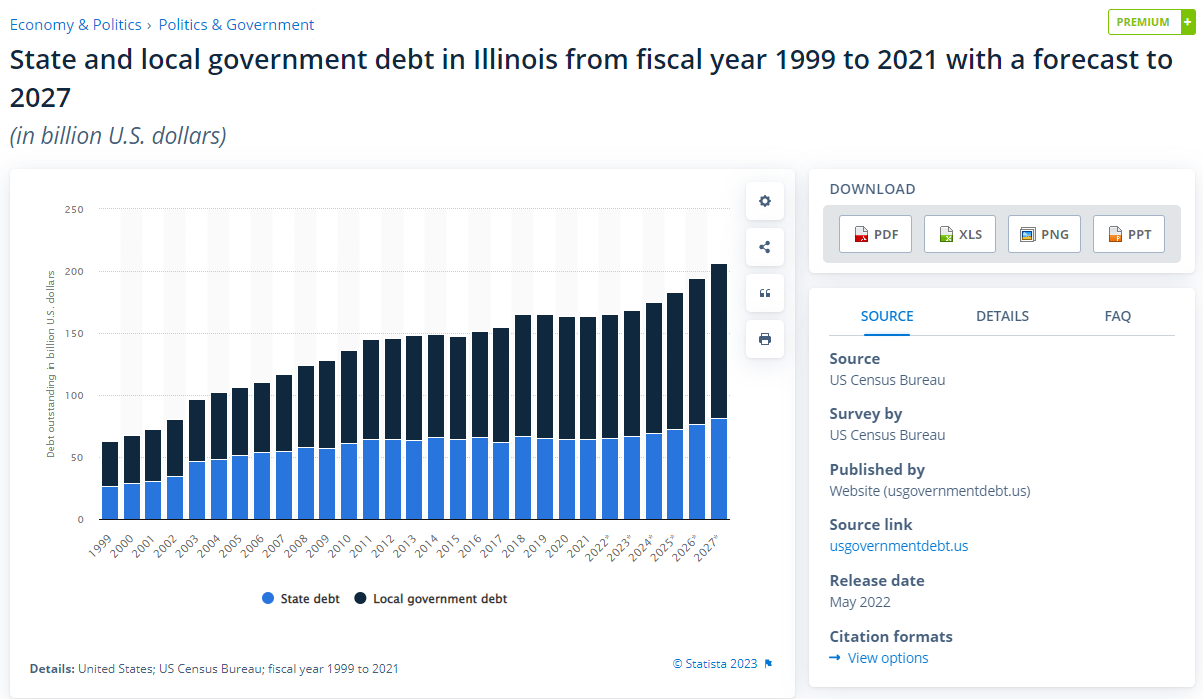 Economy & Politics › Politics & Government
PREMIUM +
State and local government debt in Illinois from fiscal year 1999 to 2021 with a forecast to
2027
(in billion U.S. dollars)
250
200
150
100
50
0
Debt outstanding in billion U.S. dollars
1999 2000 2001 2002 2003 2004 2005 2006 2007 2008 2009 2010 2011 2012 2013 2014 2015 2016 2017 2018 2019 2020 2021 2022* 2023* 2024* 2025* 2026* 2027*
State debt Local government debt
Details: United States; US Census Bureau; fiscal year 1999 to 2021
© Statista 2023
DOWNLOAD
PDF XLS PNG PPT
SOURCE DETAILS FAQ
Source
US Census Bureau
Survey by
US Census Bureau
Published by
Website (usgovernmentdebt.us)
Source link
usgovernmentdebt.us
Release date
May 2022
Citation formats
→ View options